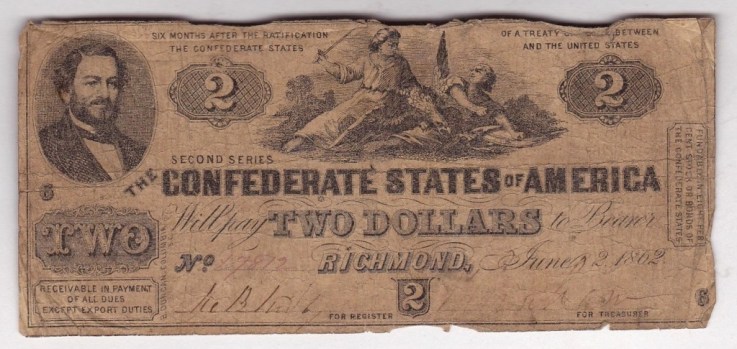 SIX MONTHS AFTER THE RATIFICATION
OF A TREATY BETWEEN
THE CONFEDERATE STATES
AND THE UNITED STATES
2
2
SECOND SERIES
THE CONFEDERATE STATES OF AMERICA
FUNDABLE IN EIGHT PER
CENT STOCK OR BONDS OF
THE CONFEDERATE STATES
6
Will pay TWO DOLLARS to Bearer
TWO
No
RICHMOND, June 2, 1862
RECEIVABLE IN PAYMENT
OF ALL DUES
EXCEPT EXPORT DUTIES
2
6
FOR REGISTER
FOR TREASURER